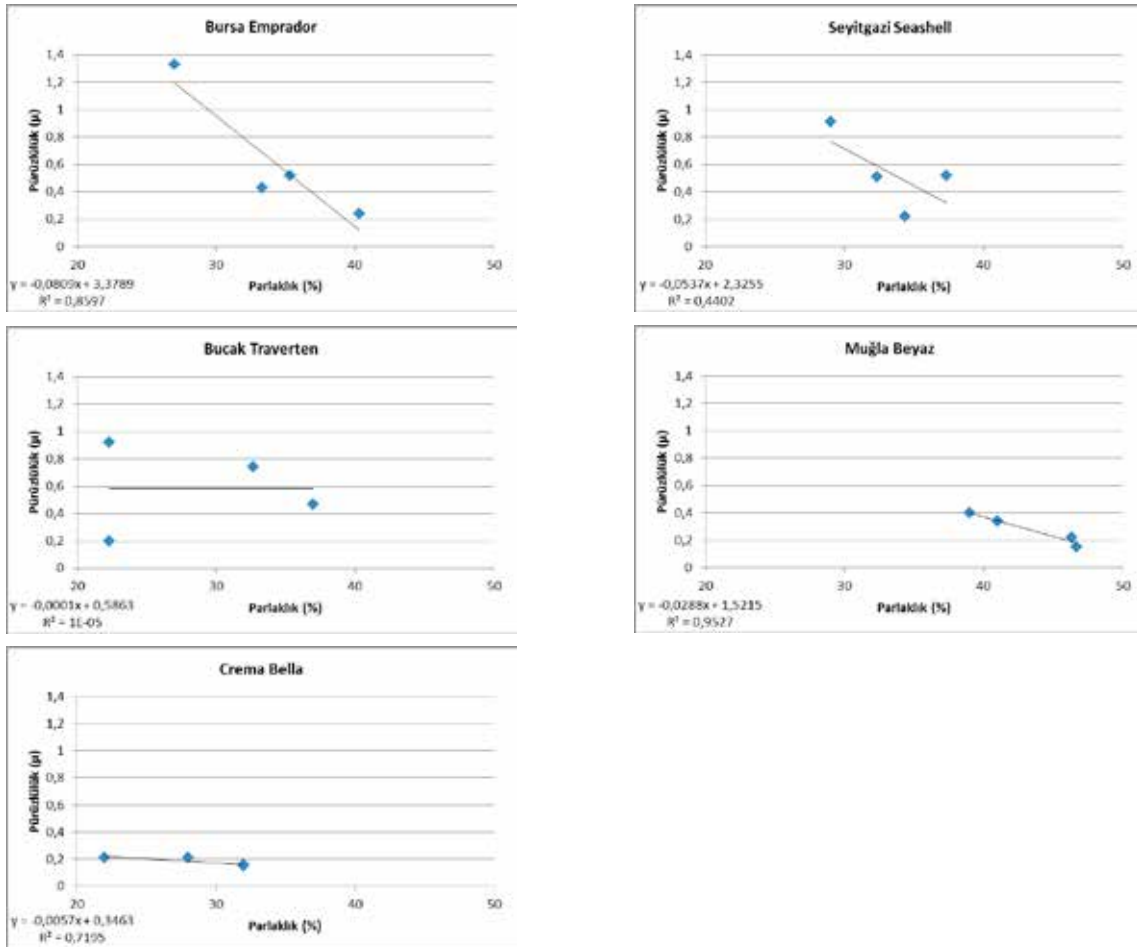 Bursa Emprador
1,4
1,2
1
0,8
0,6
0,4
0,2
0
Pürüzlülük (µ)
20 30 40 50
Parlaklık (%)
y = -0,0809x + 3,3789
R² = 0,8597
Seyitgazi Seashell
1,4
1,2
1
0,8
0,6
0,4
0,2
0
Pürüzlülük (µ)
20 30 40 50
Parlaklık (%)
y = -0,0537x + 2,3255
R² = 0,4402
Bucak Traverten
1,4
1,2
1
0,8
0,6
0,4
0,2
0
Pürüzlülük (µ)
20 30 40 50
Parlaklık (%)
y = -0,0001x + 0,5863
R² = 1E-05
Muğla Beyaz
1,4
1,2
1
0,8
0,6
0,4
0,2
0
Pürüzlülük (µ)
20 30 40 50
Parlaklık (%)
y = -0,0288x + 1,5215
R² = 0,9527
Crema Bella
1,4
1,2
1
0,8
0,6
0,4
0,2
0
Pürüzlülük (µ)
20 30 40 50
Parlaklık (%)
y = -0,0057x + 0,3463
R² = 0,7195